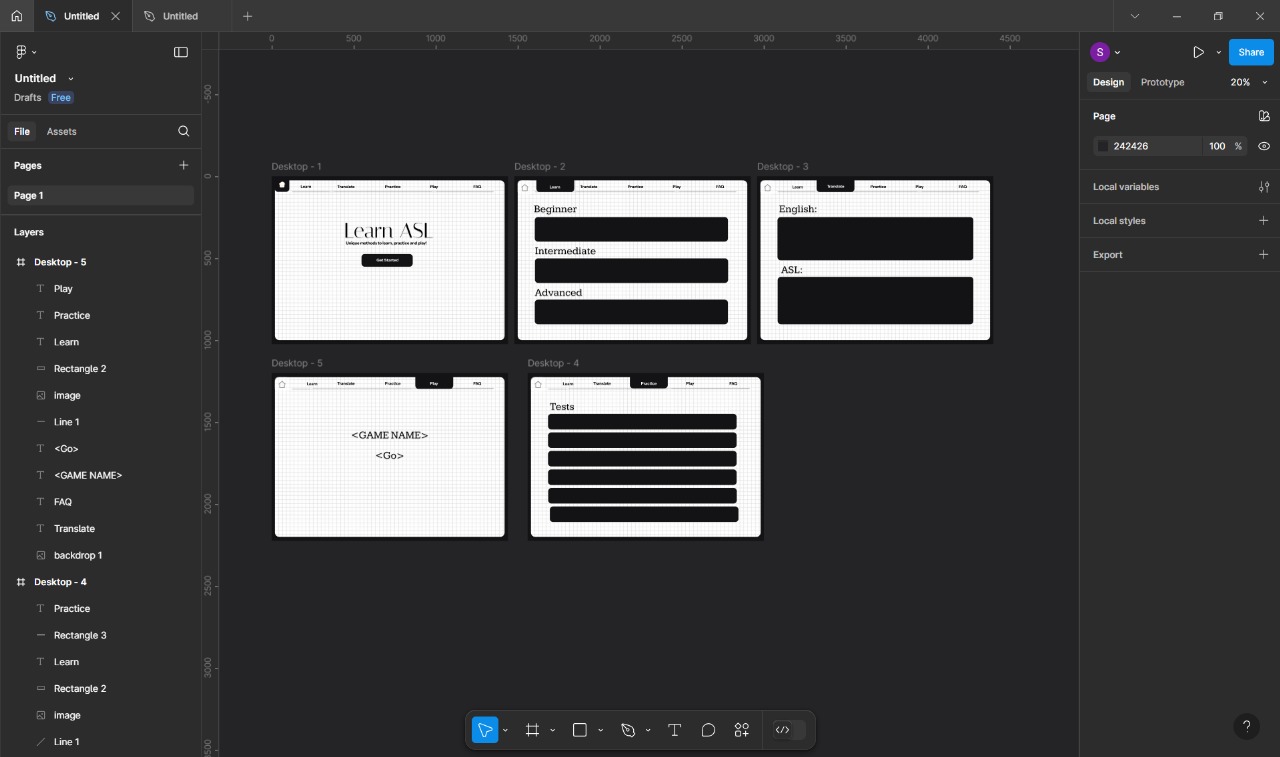 Untitled
Untitled
0 500 1000 1500 2000 2500 3000 3500 4000 4500
Untitled
Drafts Free
File Assets
Pages
Page 1
Layers
Desktop - 5
Play
Practice
Learn
Rectangle 2
image
Line 1
<Go>
<GAME NAME>
FAQ
Translate
backdrop 1
Desktop - 4
Practice
Rectangle 3
Learn
Rectangle 2
image
Line 1
-500
0
500
1000
1500
2000
2500
3000
3500
Desktop - 1
Learn Translate Practice Play FAQ
Learn ASL
Unique methods to learn, practice and play!
Get Started
Desktop - 2
Learn Translate Practice Play FAQ
Beginner
Intermediate
Advanced
Desktop - 3
Learn Translate Practice Play FAQ
English:
ASL:
Desktop - 5
Learn Translate Practice Play FAQ
<GAME NAME>
<Go>
Desktop - 4
Learn Translate Practice Play FAQ
Tests
S
Share
Design Prototype 20%
Page
242426 100 %
Local variables
Local styles
Export
?